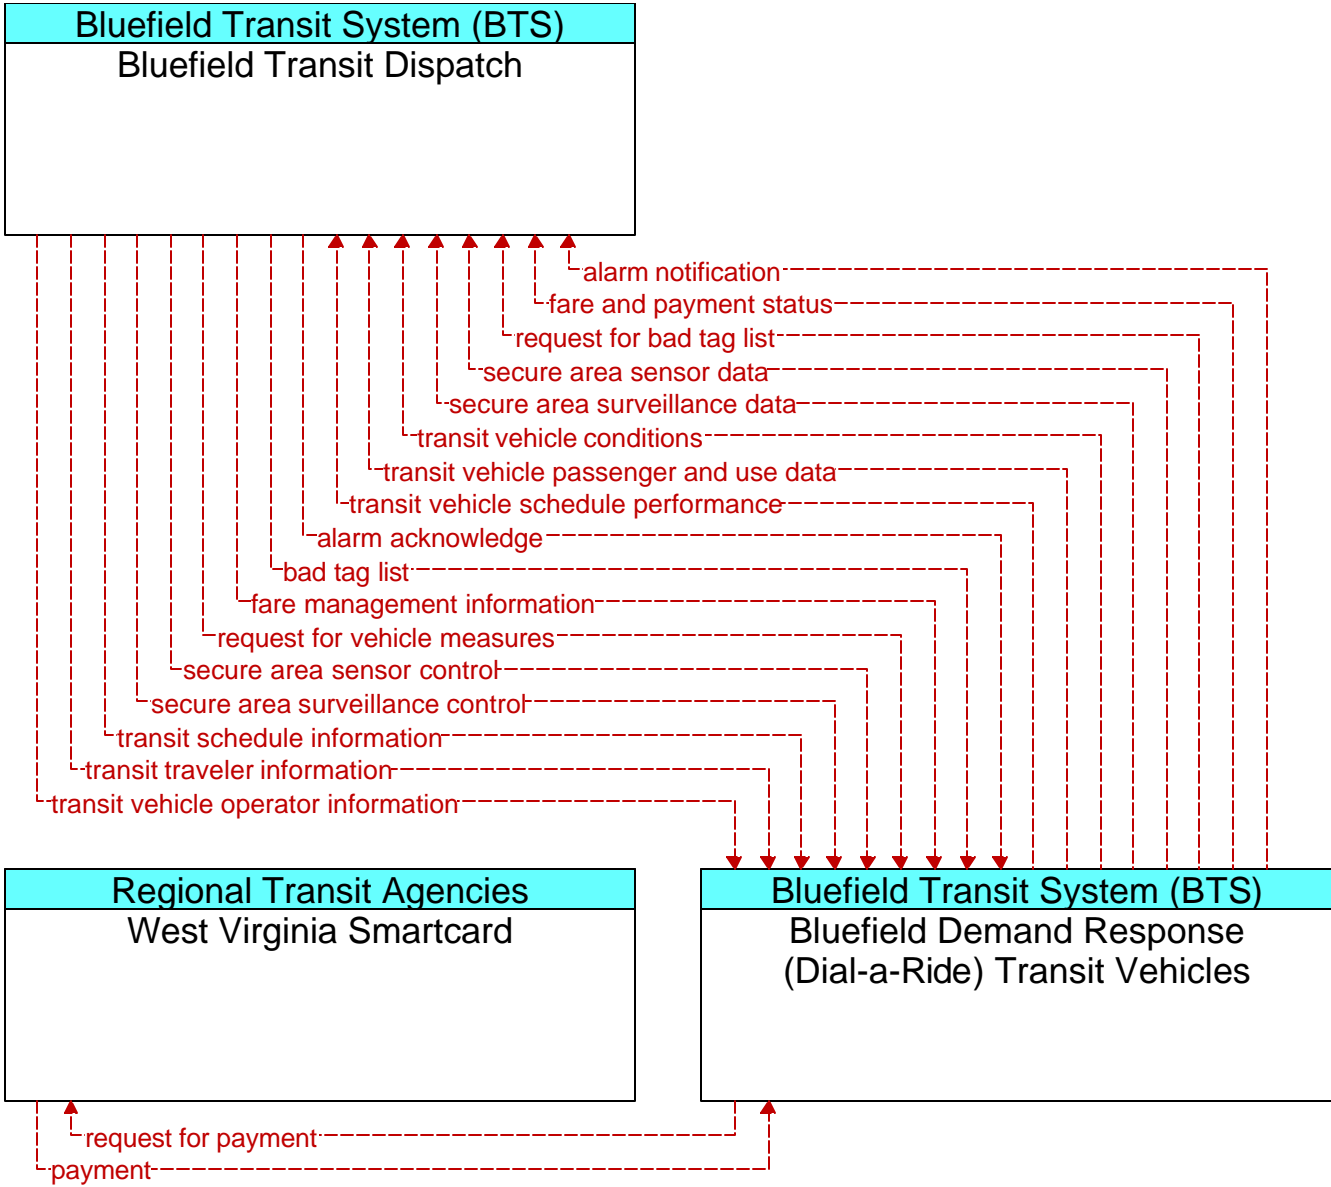 Bluefield Transit System (BTS)
Bluefield Transit Dispatch
alarm notification
fare and payment status
request for bad tag list
secure area sensor data
secure area surveillance data
transit vehicle conditions
transit vehicle passenger and use data
transit vehicle schedule performance
alarm acknowledge
bad tag list
fare management information
request for vehicle measures
secure area sensor control
secure area surveillance control
transit schedule information
transit traveler information
transit vehicle operator information
Regional Transit Agencies
West Virginia Smartcard
Bluefield Transit System (BTS)
Bluefield Demand Response
(Dial-a-Ride) Transit Vehicles
request for payment
payment